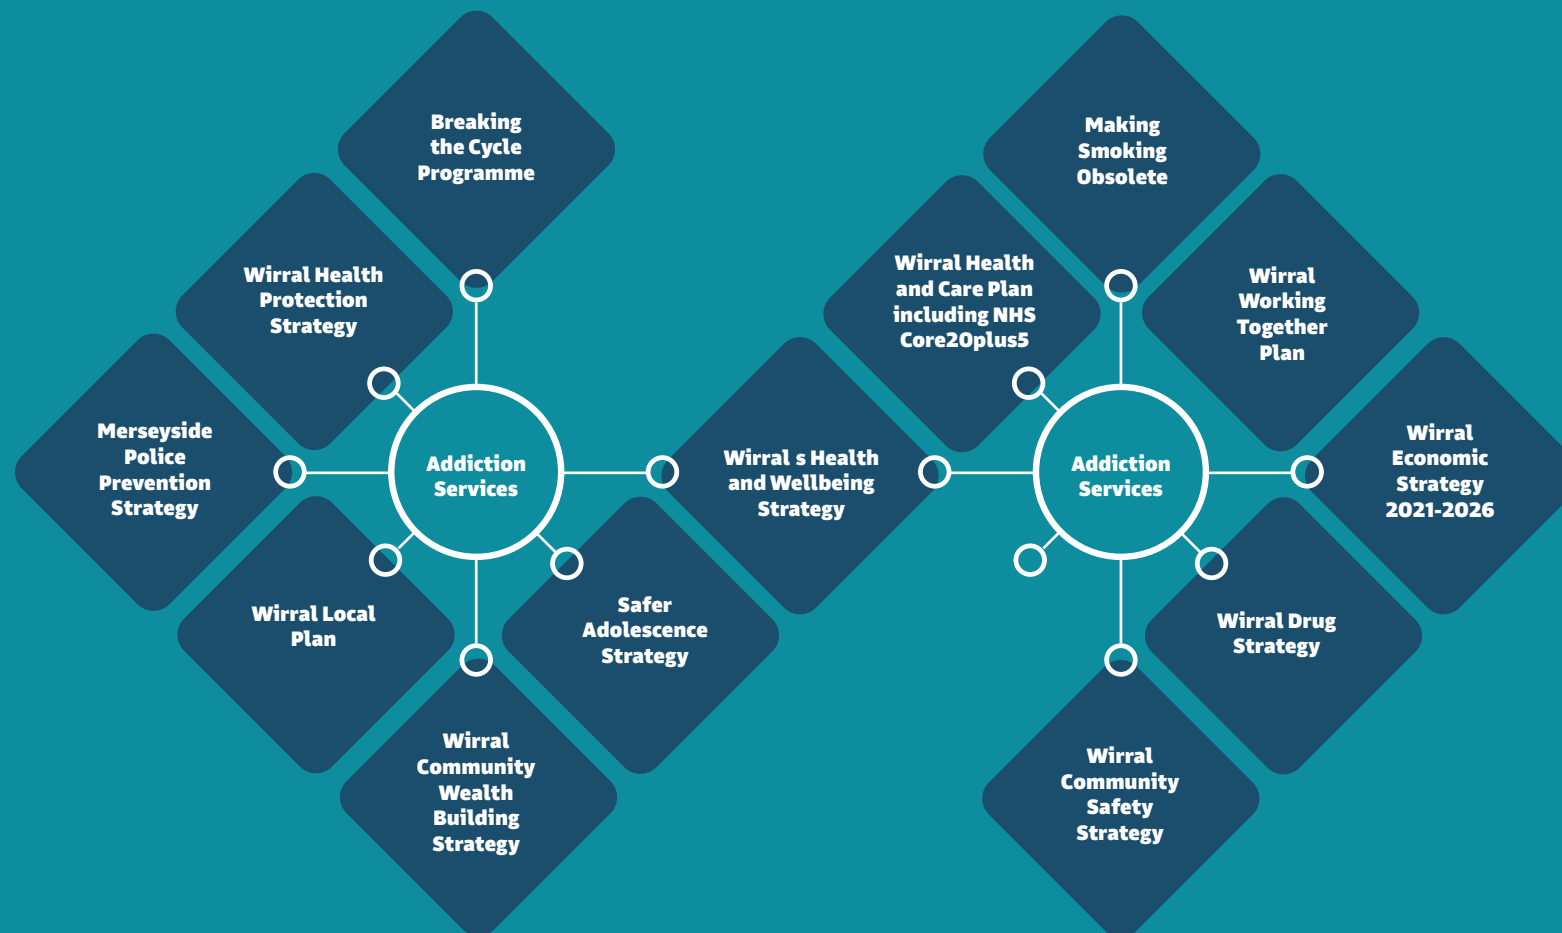 Breaking
the Cycle
Programme
Wirral Health
Protection
Strategy
Merseyside
Police
Prevention
Strategy
Addiction
Services
Wirral Local
Plan
Safer
Adolescence
Strategy
Wirral
Community
Wealth
Building
Strategy
Wirral s Health
and Wellbeing
Strategy
Making
Smoking
Obsolete
Wirral Health
and Care Plan
including NHS
Core20plus5
Wirral
Working
Together
Plan
Addiction
Services
Wirral
Economic
Strategy
2021-2026
Wirral Drug
Strategy
Wirral
Community
Safety
Strategy